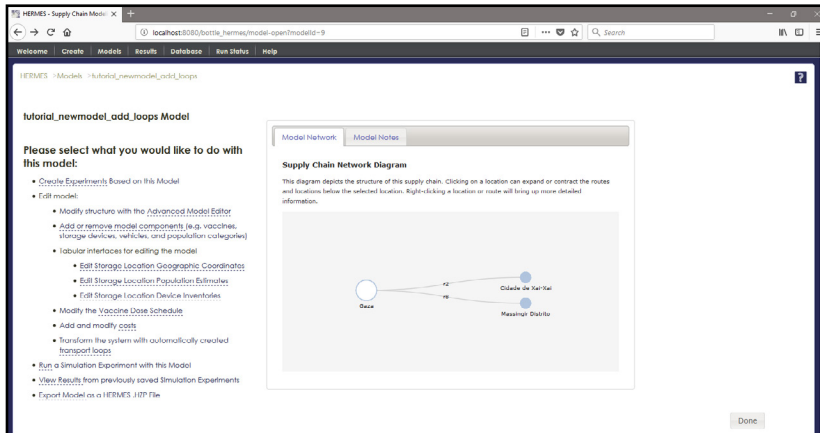 HERMES - Supply Chain Model
localhost:8080/bottle_hermes/model-open?modelId=9
Search
Welcome Create Models Results Database Run Status Help
HERMES >Models >tutorial_newmodel_add_loops
?
tutorial_newmodel_add_loops Model
Please select what you would like to do with
this model:
Create Experiments Based on this Model
Edit model:
Modify structure with the Advanced Model Editor
Add or remove model components (e.g. vaccines,
storage devices, vehicles, and population categories)
Tabular interfaces for editing the model
Edit Storage Location Geographic Coordinates
Edit Storage Location Population Estimates
Edit Storage Location Device Inventories
Modify the Vaccine Dose Schedule
Add and modify costs
Transform the system with automatically created
transport loops
Run a Simulation Experiment with this Model
View Results from previously saved Simulation Experiments
Export Model as a HERMES .HZP File
Model Network Model Notes
Supply Chain Network Diagram
This diagram depicts the structure of this supply chain. Clicking on a location can expand or contract the routes
and locations below the selected location. Right-clicking a location or route will bring up more detailed
information.
Gaza
Cidade de Xai-Xai
Massingir Distrito
Done